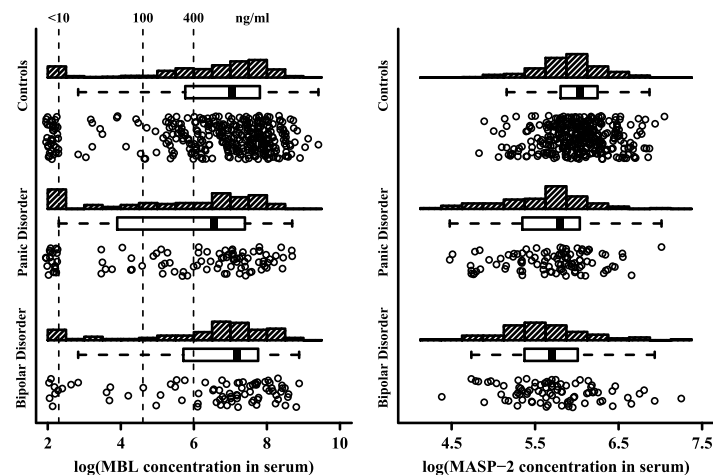 <10 100 400 ng/ml
Controls
Panic Disorder
Bipolar Disorder
2 4 6 8 10
log(MBL concentration in serum)
Controls
Panic Disorder
Bipolar Disorder
4.5 5.5 6.5 7.5
log(MASP−2 concentration in serum)